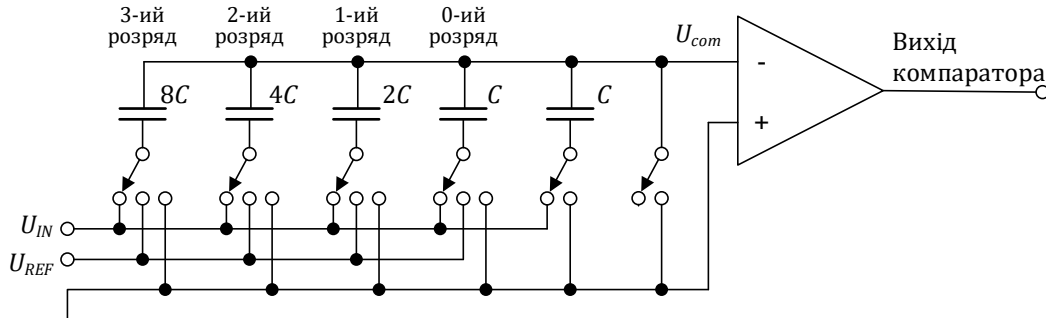 3-ий розряд
2-ий розряд
1-ий розряд
0-ий розряд
U_com
Вихід
компаратора
8C
4C
2C
C
C
-
+
U_IN
U_REF